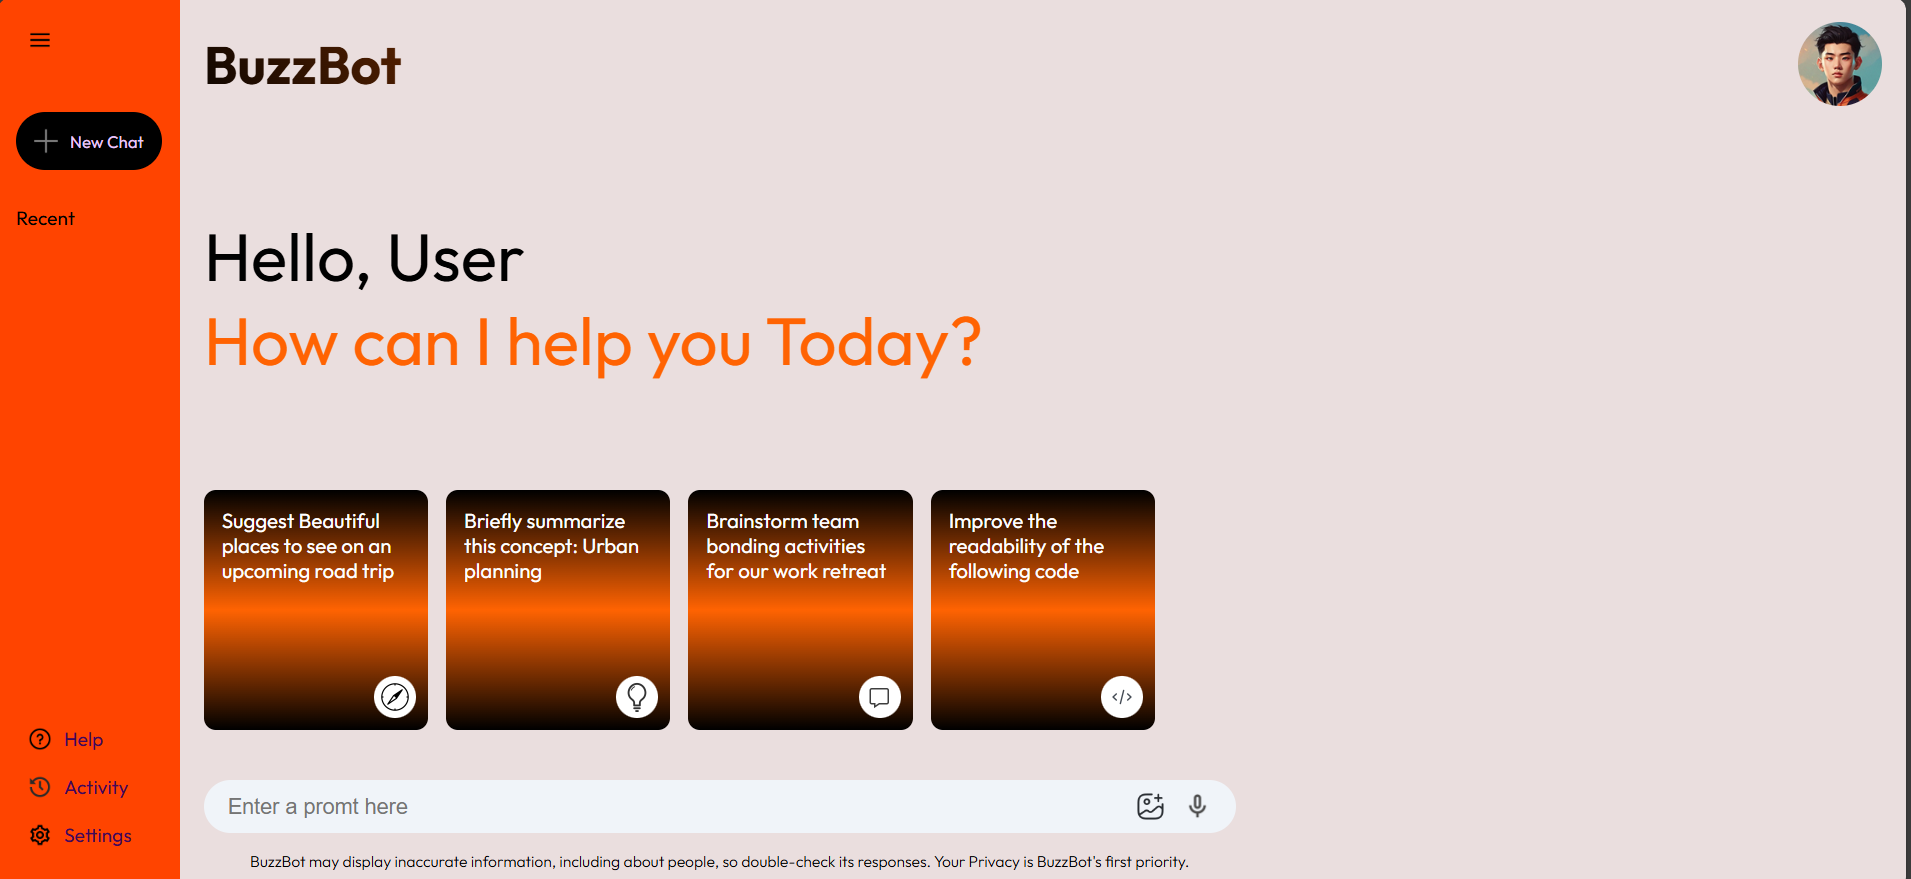 BuzzBot
New Chat
Recent
Hello, User
How can I help you Today?
Suggest Beautiful
places to see on an
upcoming road trip
Briefly summarize
this concept: Urban
planning
Brainstorm team
bonding activities
for our work retreat
Improve the
readability of the
following code
Help
Activity
Settings
Enter a promt here
BuzzBot may display inaccurate information, including about people, so double-check its responses. Your Privacy is BuzzBot's first priority.